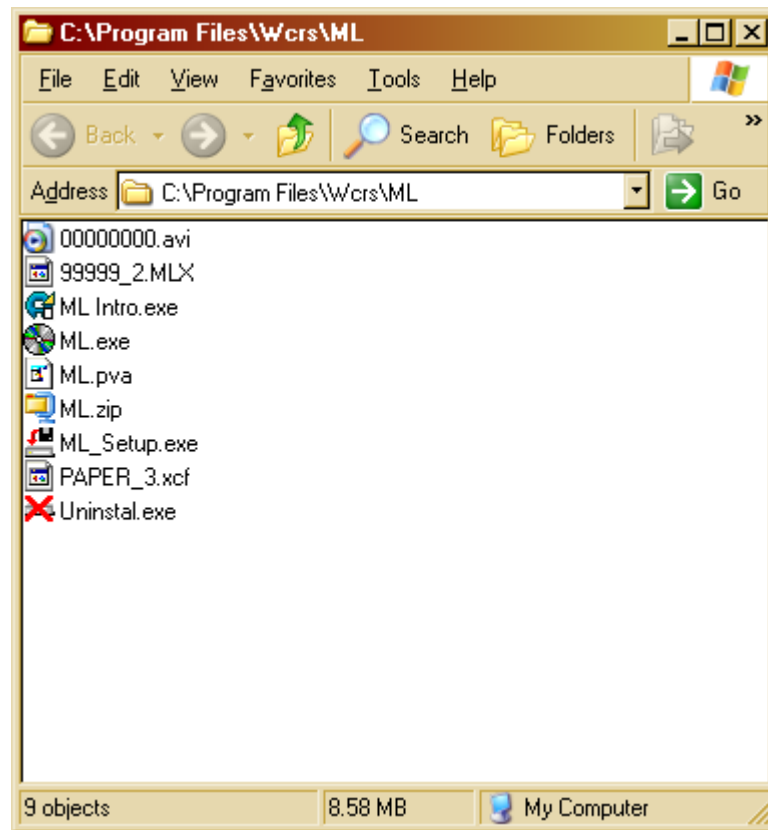 C:\Program Files\Wcrs\ML
File Edit View Favorites Tools Help
Back Search Folders »
Address C:\Program Files\Wcrs\ML Go
00000000.avi
99999_2.MLX
ML Intro.exe
ML.exe
ML.pva
ML.zip
ML_Setup.exe
PAPER_3.xcf
Uninstal.exe
9 objects 8.58 MB My Computer